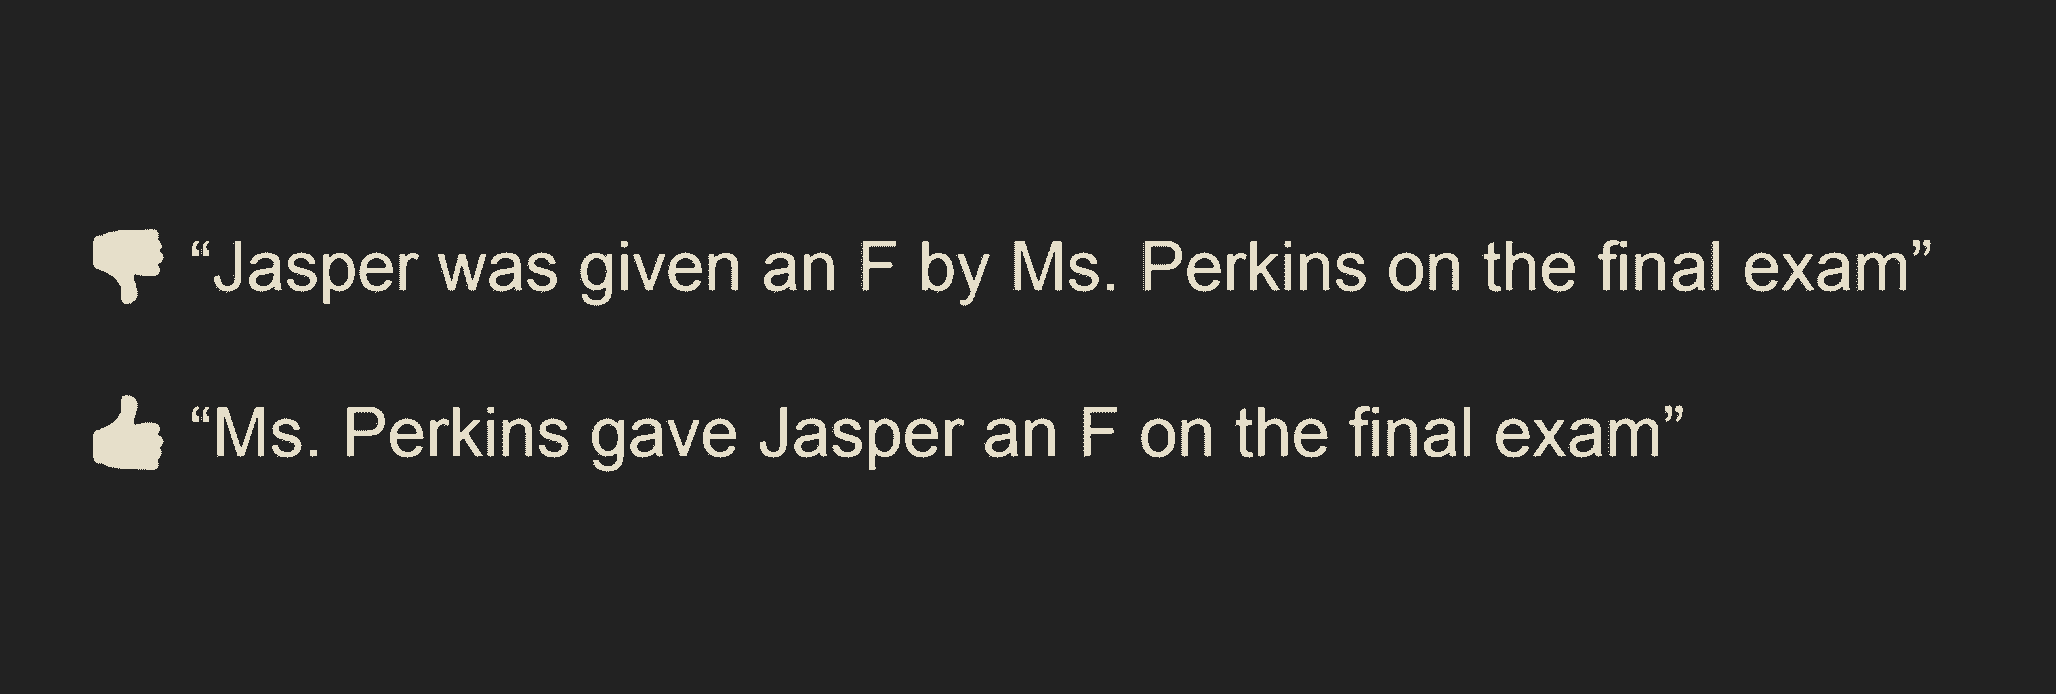 “Jasper was given an F by Ms. Perkins on the final exam”
“Ms. Perkins gave Jasper an F on the final exam”